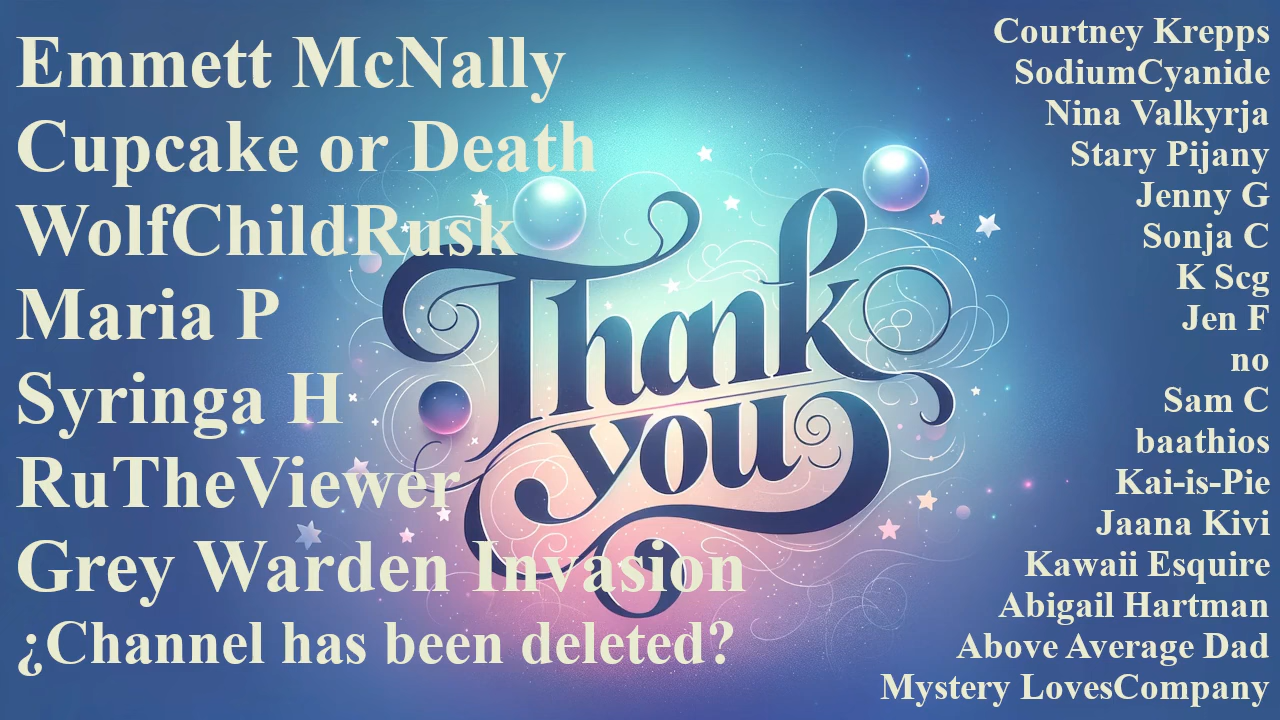 Emmett McNally
Cupcake or Death
WolfChildRusk
Maria P
Syringa H
RuTheViewer
Grey Warden Invasion
¿Channel has been deleted?
Thank
you
Courtney Krepps
SodiumCyanide
Nina Valkyrja
Stary Pijany
Jenny G
Sonja C
K Scg
Jen F
no
Sam C
baathios
Kai-is-Pie
Jaana Kivi
Kawaii Esquire
Abigail Hartman
Above Average Dad
Mystery LovesCompany